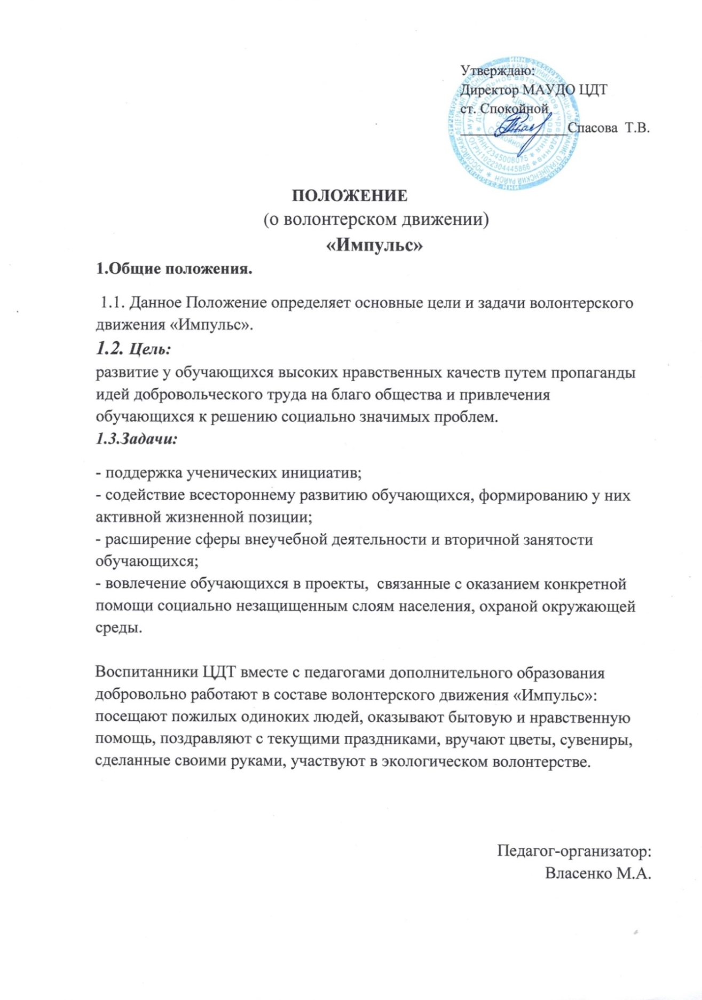 Утверждаю:
Директор МАУДО ЦДТ
ст. Спокойной
Спасова Т.В.
ИНН 2345008075
ОГРН 1022304445866
ПОЛОЖЕНИЕ
(о волонтерском движении)
«Импульс»
1.Общие положения.
1.1. Данное Положение определяет основные цели и задачи волонтерского
движения «Импульс».
1.2. Цель:
развитие у обучающихся высоких нравственных качеств путем пропаганды
идей добровольческого труда на благо общества и привлечения
обучающихся к решению социально значимых проблем.
1.3.Задачи:
- поддержка ученических инициатив;
- содействие всестороннему развитию обучающихся, формированию у них
активной жизненной позиции;
- расширение сферы внеучебной деятельности и вторичной занятости
обучающихся;
- вовлечение обучающихся в проекты, связанные с оказанием конкретной
помощи социально незащищенным слоям населения, охраной окружающей
среды.
Воспитанники ЦДТ вместе с педагогами дополнительного образования
добровольно работают в составе волонтерского движения «Импульс»:
посещают пожилых одиноких людей, оказывают бытовую и нравственную
помощь, поздравляют с текущими праздниками, вручают цветы, сувениры,
сделанные своими руками, участвуют в экологическом волонтерстве.
Педагог-организатор:
Власенко М.А.